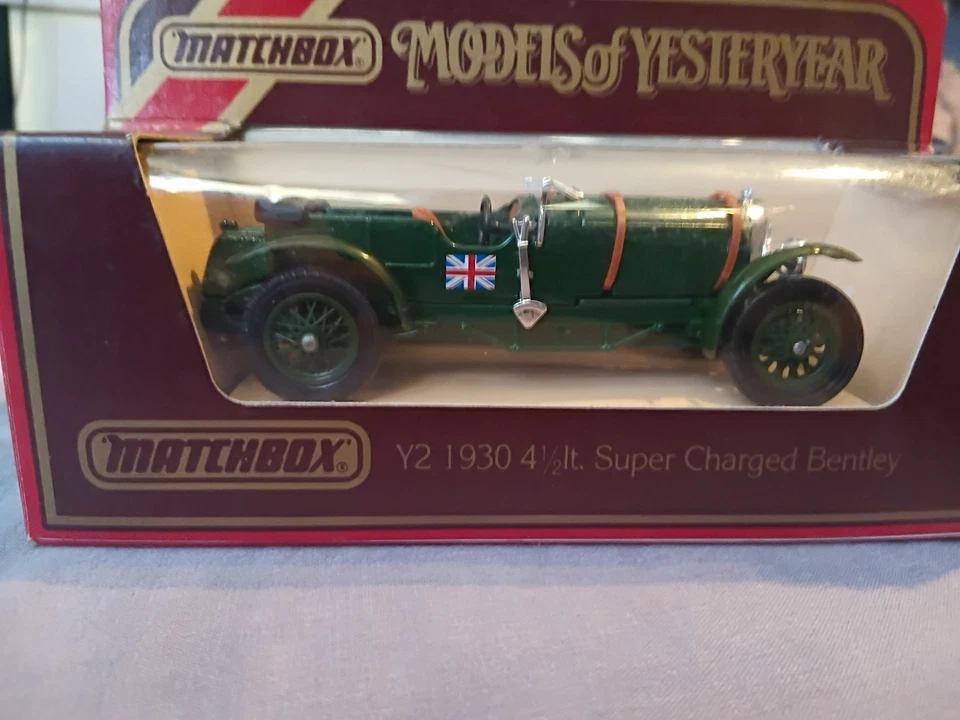 "MATCHBOX"®
MODELS of YESTERYEAR
"MATCHBOX"®
Y2 1930 4½lt. Super Charged Bentley